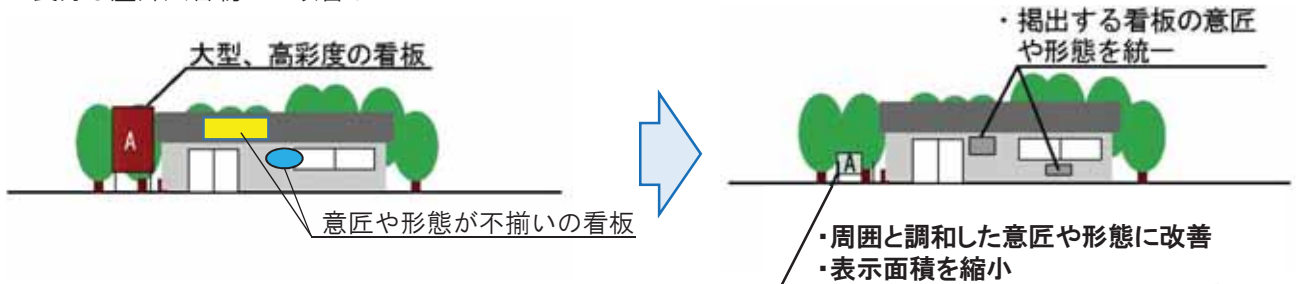 大型、高彩度の看板
A
意匠や形態が不揃いの看板
・掲出する看板の意匠
や形態を統一
A
・周囲と調和した意匠や形態に改善
・表示面積を縮小